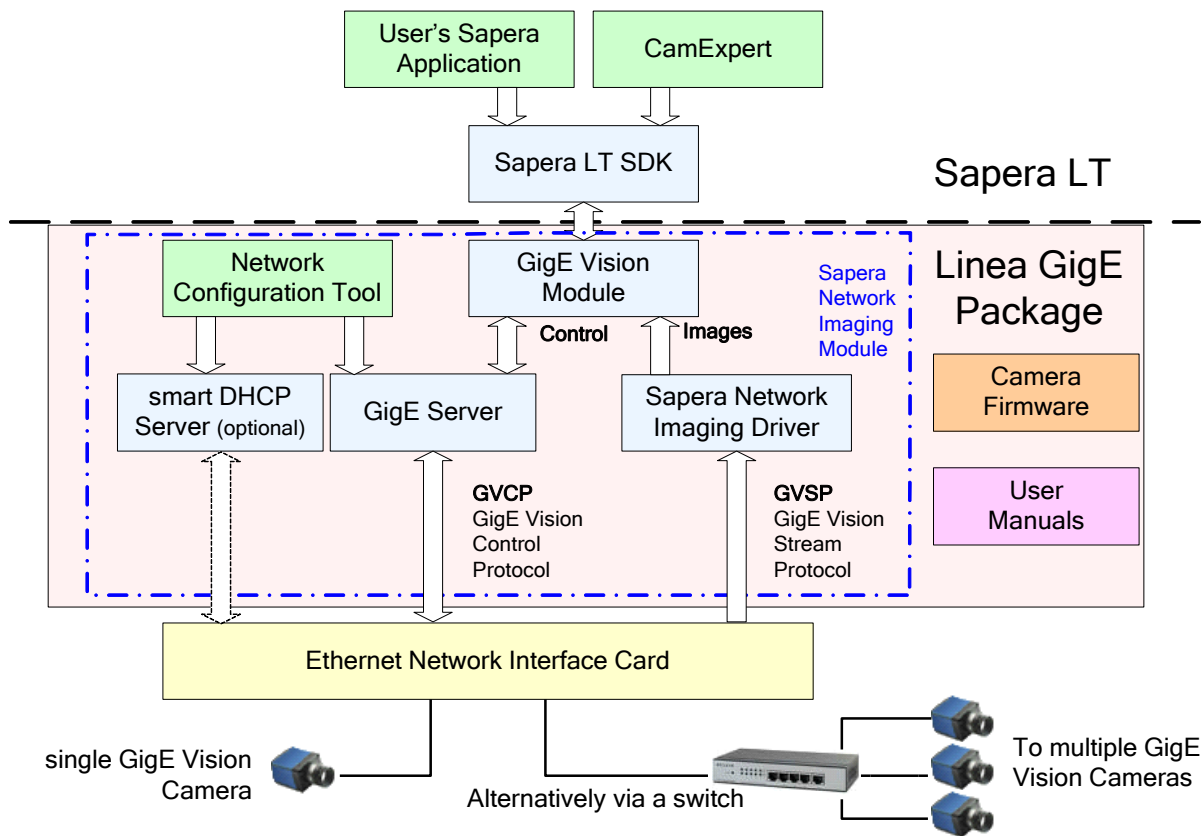 User's Sapera
Application
CamExpert
Sapera LT SDK
Sapera LT
Network
Configuration Tool
GigE Vision
Module
Sapera
Network
Imaging
Module
Linea GigE
Package
Control
Images
smart DHCP
Server (optional)
GigE Server
Sapera Network
Imaging Driver
Camera
Firmware
User
Manuals
GVCP
GigE Vision
Control
Protocol
GVSP
GigE Vision
Stream
Protocol
Ethernet Network Interface Card
single GigE Vision
Camera
Alternatively via a switch
To multiple GigE
Vision Cameras